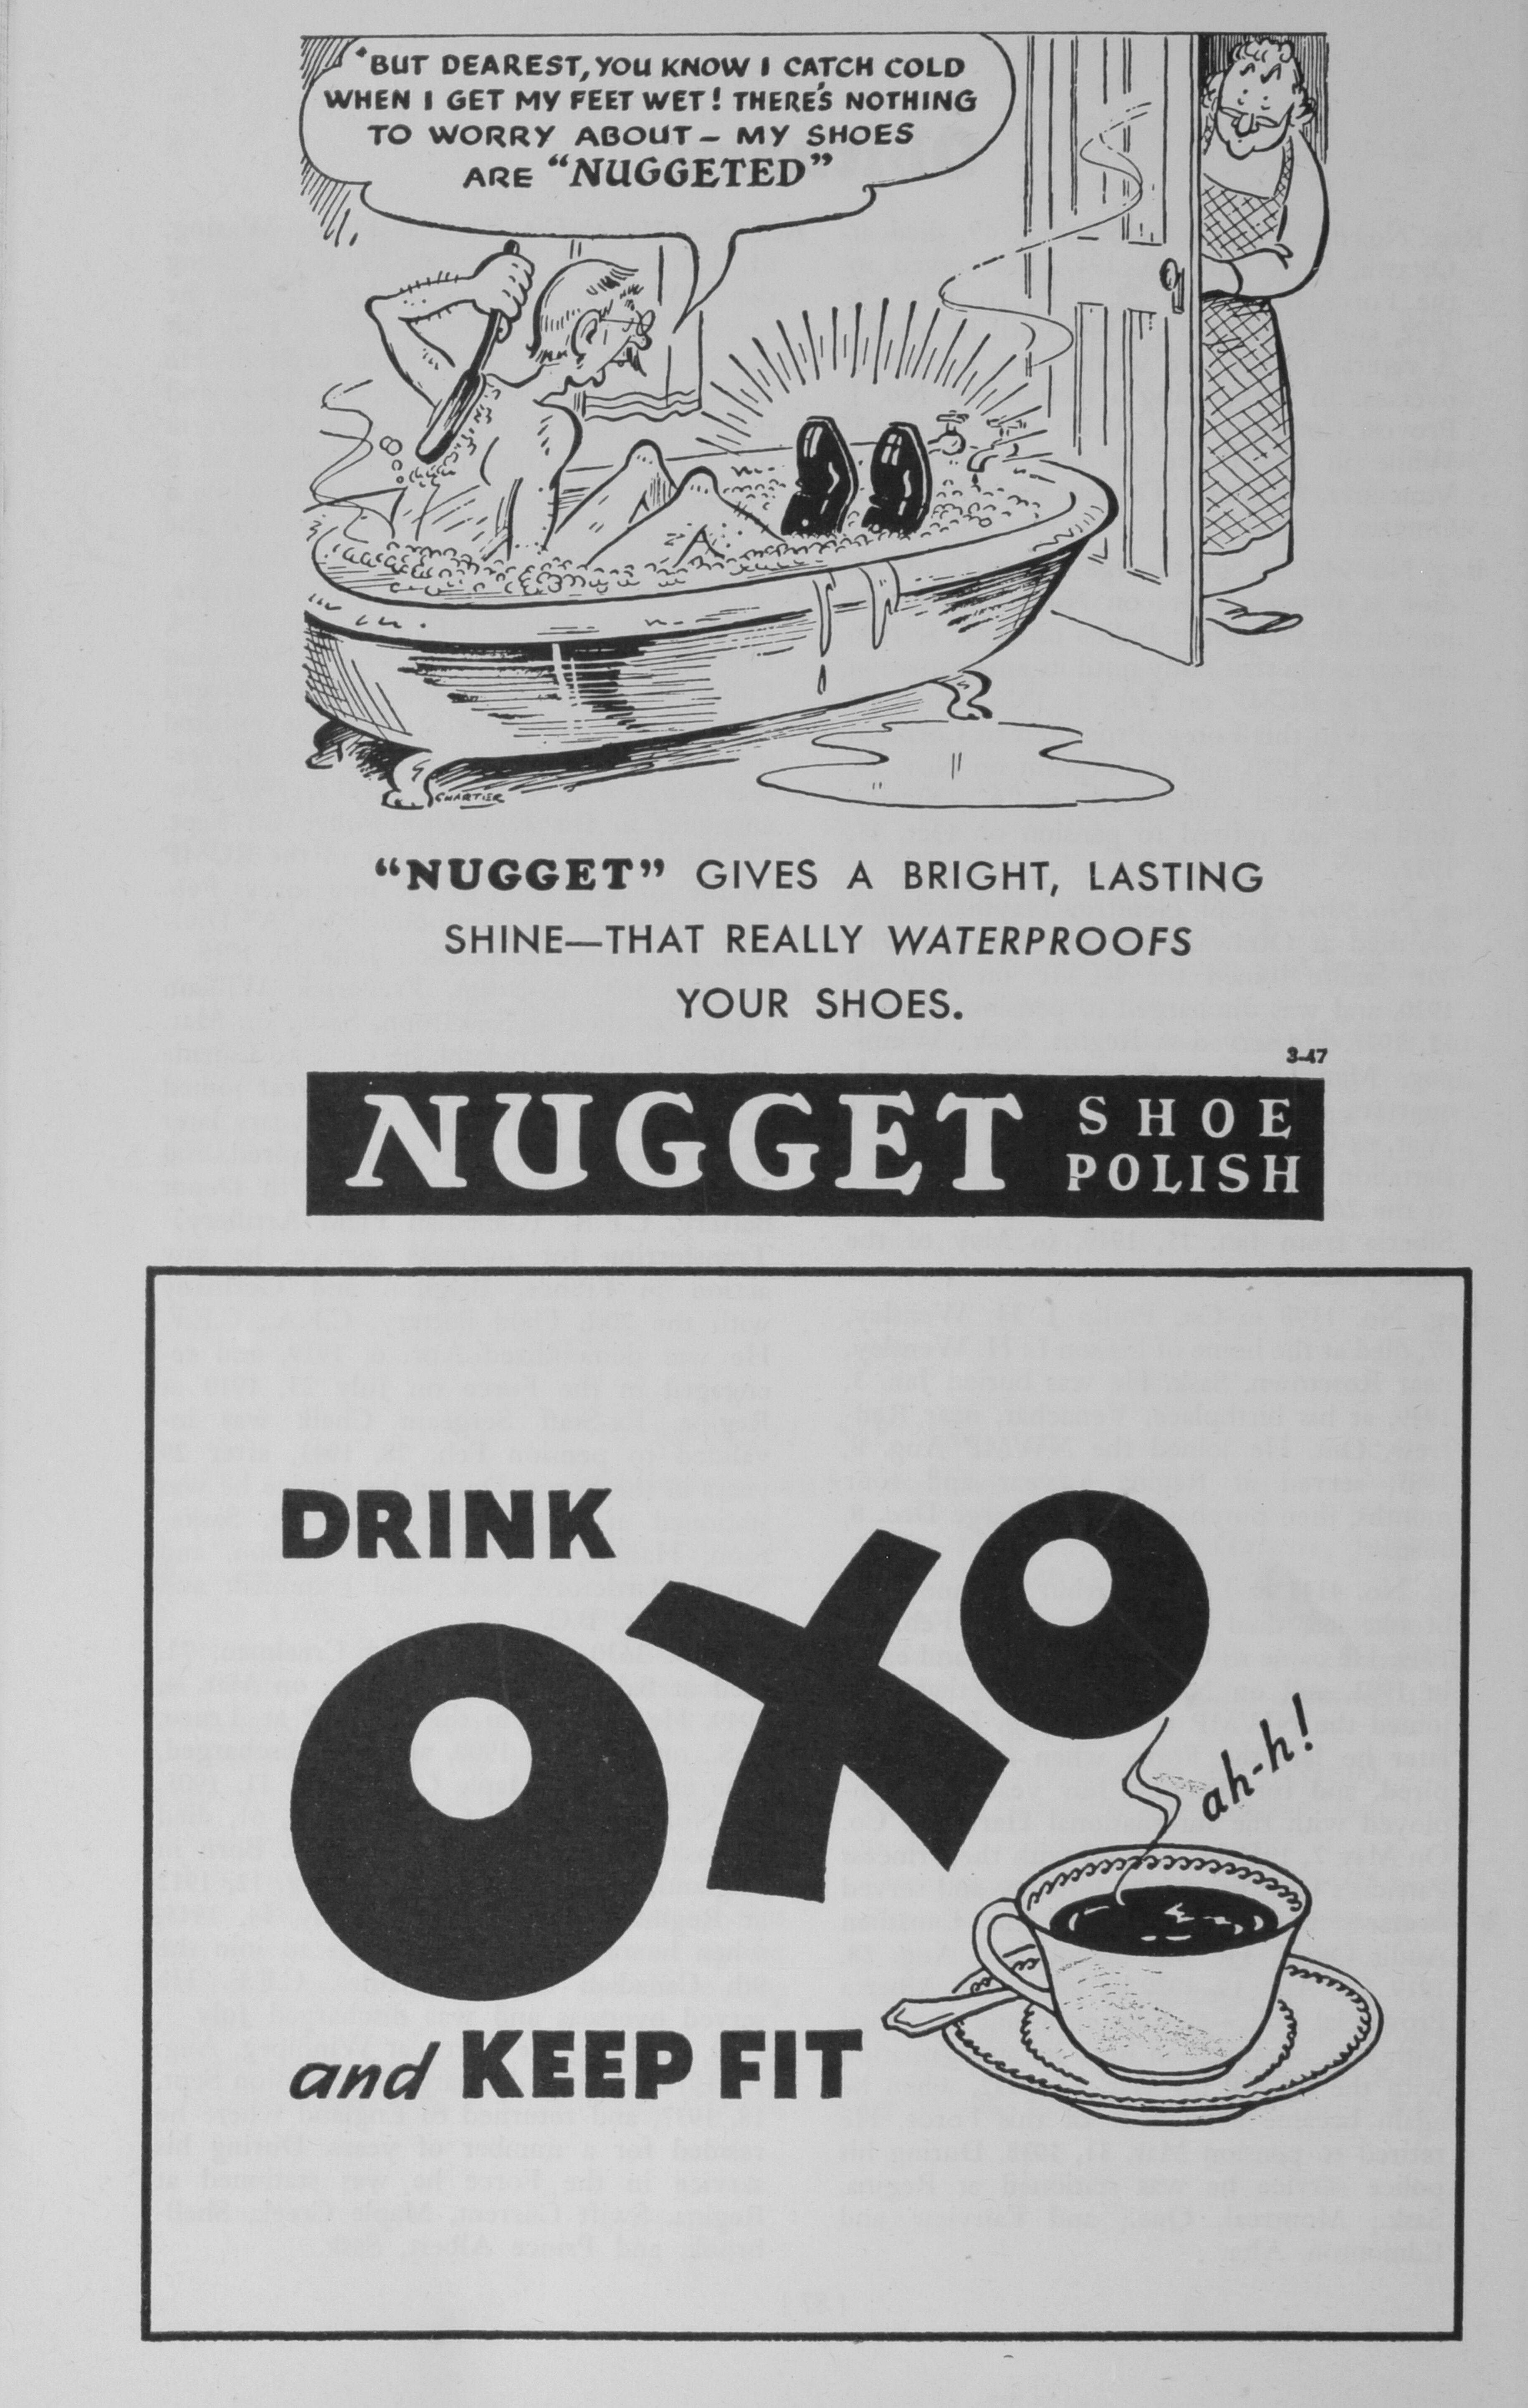 "BUT DEAREST, YOU KNOW I CATCH COLD
WHEN I GET MY FEET WET! THERE'S NOTHING
TO WORRY ABOUT – MY SHOES
ARE "NUGGETED"
CHARTIER
"NUGGET" GIVES A BRIGHT, LASTING
SHINE—THAT REALLY WATERPROOFS
YOUR SHOES.
3-47
NUGGET SHOE
POLISH
DRINK
OXO
ah-h!
and KEEP FIT